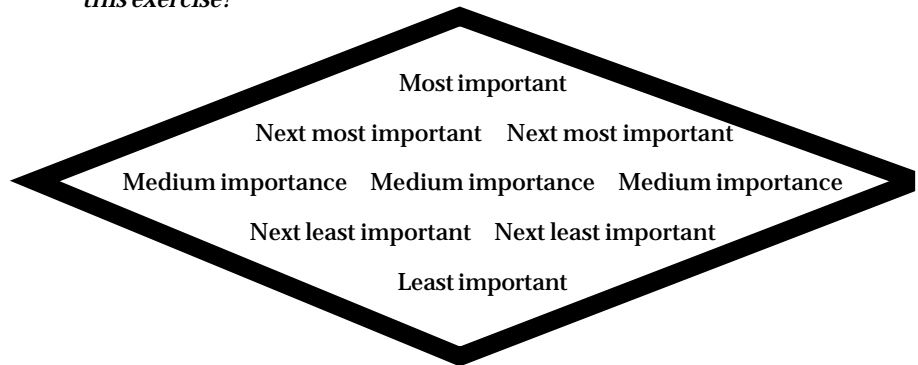 this exercise?
Most important
Next most important Next most important
Medium importance Medium importance Medium importance
Next least important Next least important
Least important